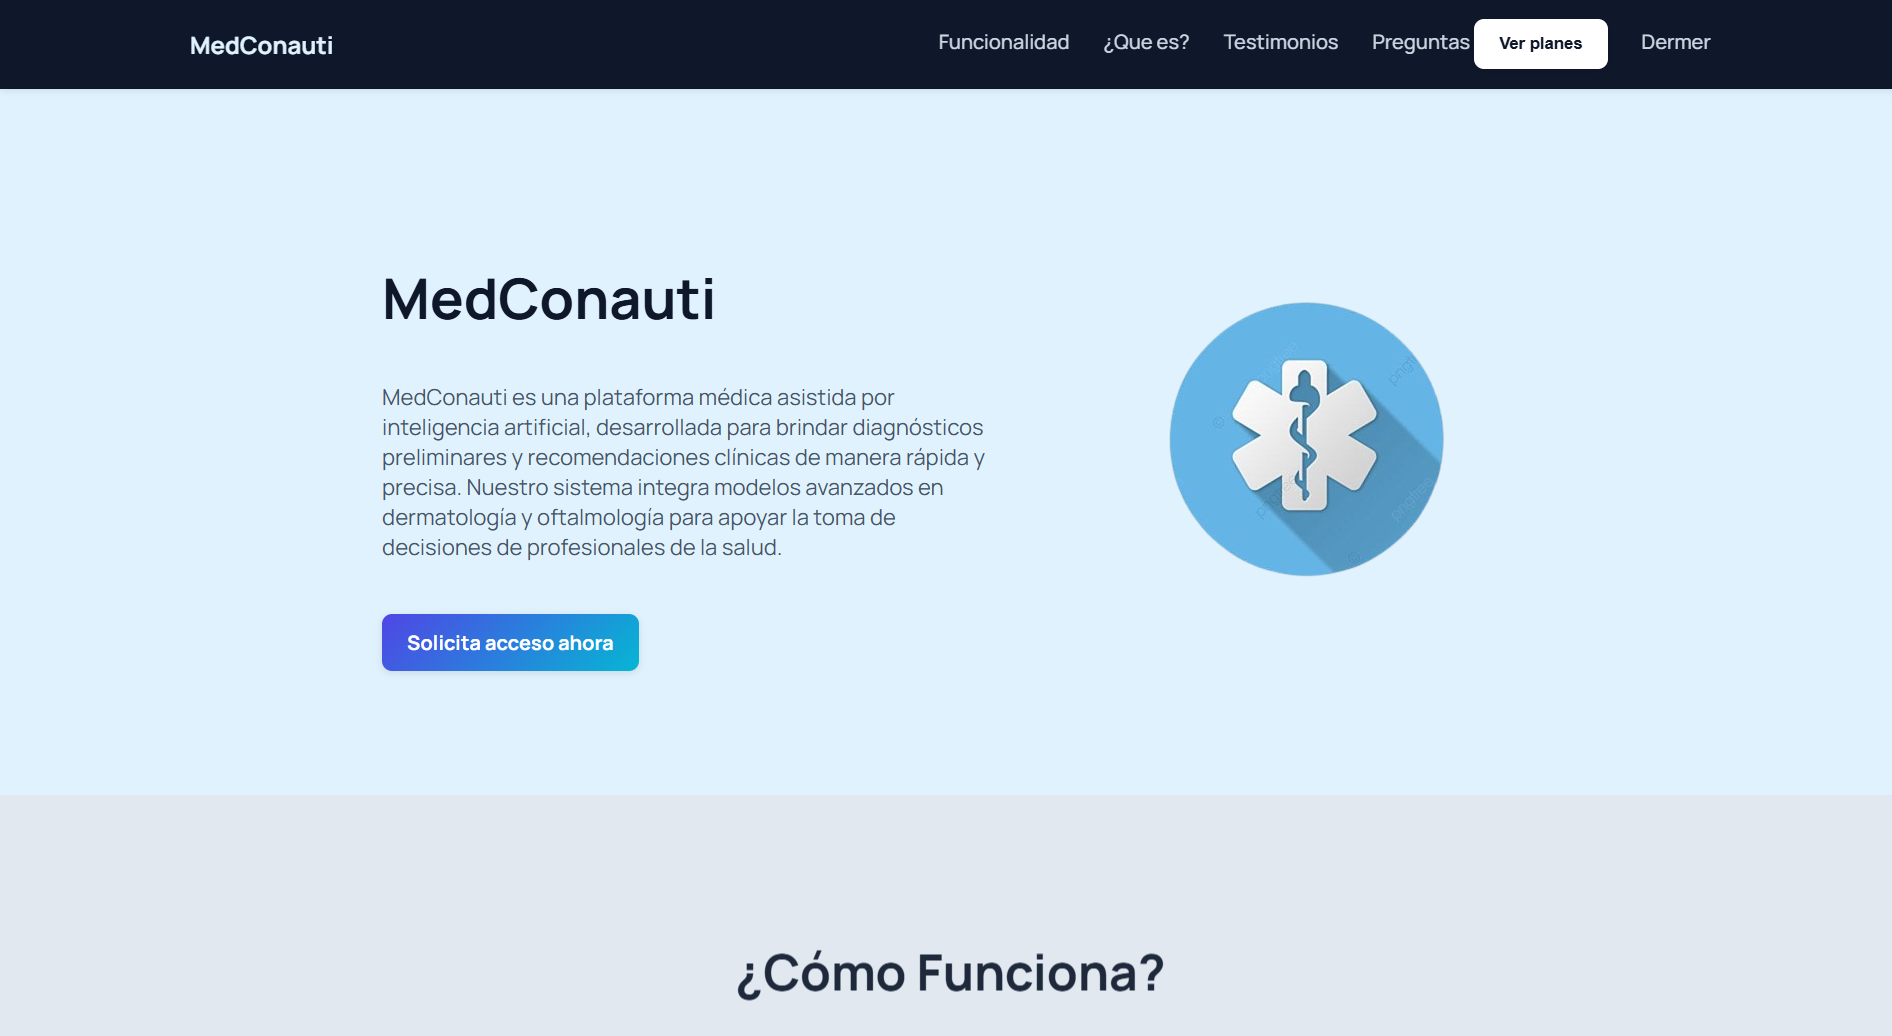 MedConauti
Funcionalidad ¿Que es? Testimonios Preguntas Ver planes Dermer
MedConauti
MedConauti es una plataforma médica asistida por
inteligencia artificial, desarrollada para brindar diagnósticos
preliminares y recomendaciones clínicas de manera rápida y
precisa. Nuestro sistema integra modelos avanzados en
dermatología y oftalmología para apoyar la toma de
decisiones de profesionales de la salud.
Solicita acceso ahora
¿Cómo Funciona?